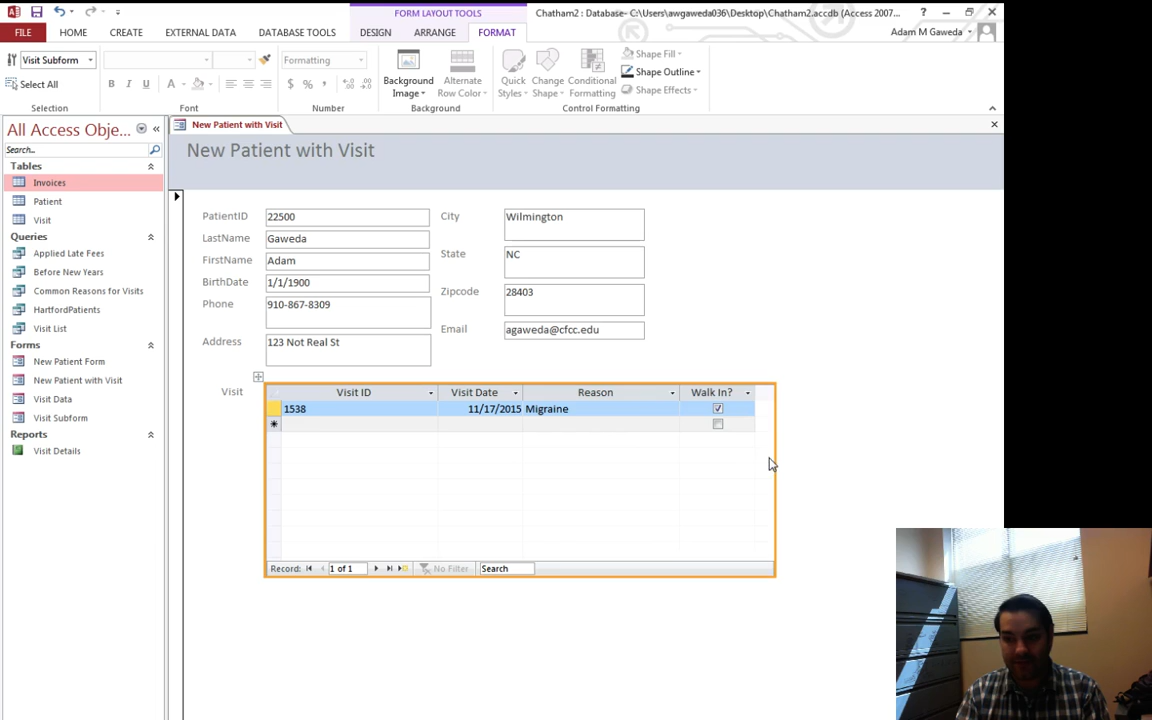 FORM LAYOUT TOOLS
Chatham2 : Database- C:\Users\awgaweda036\Desktop\Chatham2.accdb (Access 2007...
?
FILE HOME CREATE EXTERNAL DATA DATABASE TOOLS DESIGN ARRANGE FORMAT Adam M Gaweda
Visit Subform
Select All
Selection
B I U A
Font
Formatting
$ % ,
Number
Background Image
Alternate Row Color
Background
Quick Styles
Change Shape
Conditional Formatting
Shape Fill
Shape Outline
Shape Effects
Control Formatting
All Access Obje...
Search...
Tables
Invoices
Patient
Visit
Queries
Applied Late Fees
Before New Years
Common Reasons for Visits
HartfordPatients
Visit List
Forms
New Patient Form
New Patient with Visit
Visit Data
Visit Subform
Reports
Visit Details
New Patient with Visit
New Patient with Visit
PatientID 22500
LastName Gaweda
FirstName Adam
BirthDate 1/1/1900
Phone 910-867-8309
Address 123 Not Real St
City Wilmington
State NC
Zipcode 28403
Email agaweda@cfcc.edu
Visit
Visit ID Visit Date Reason Walk In?
1538 11/17/2015 Migraine
Record: 1 of 1 No Filter Search